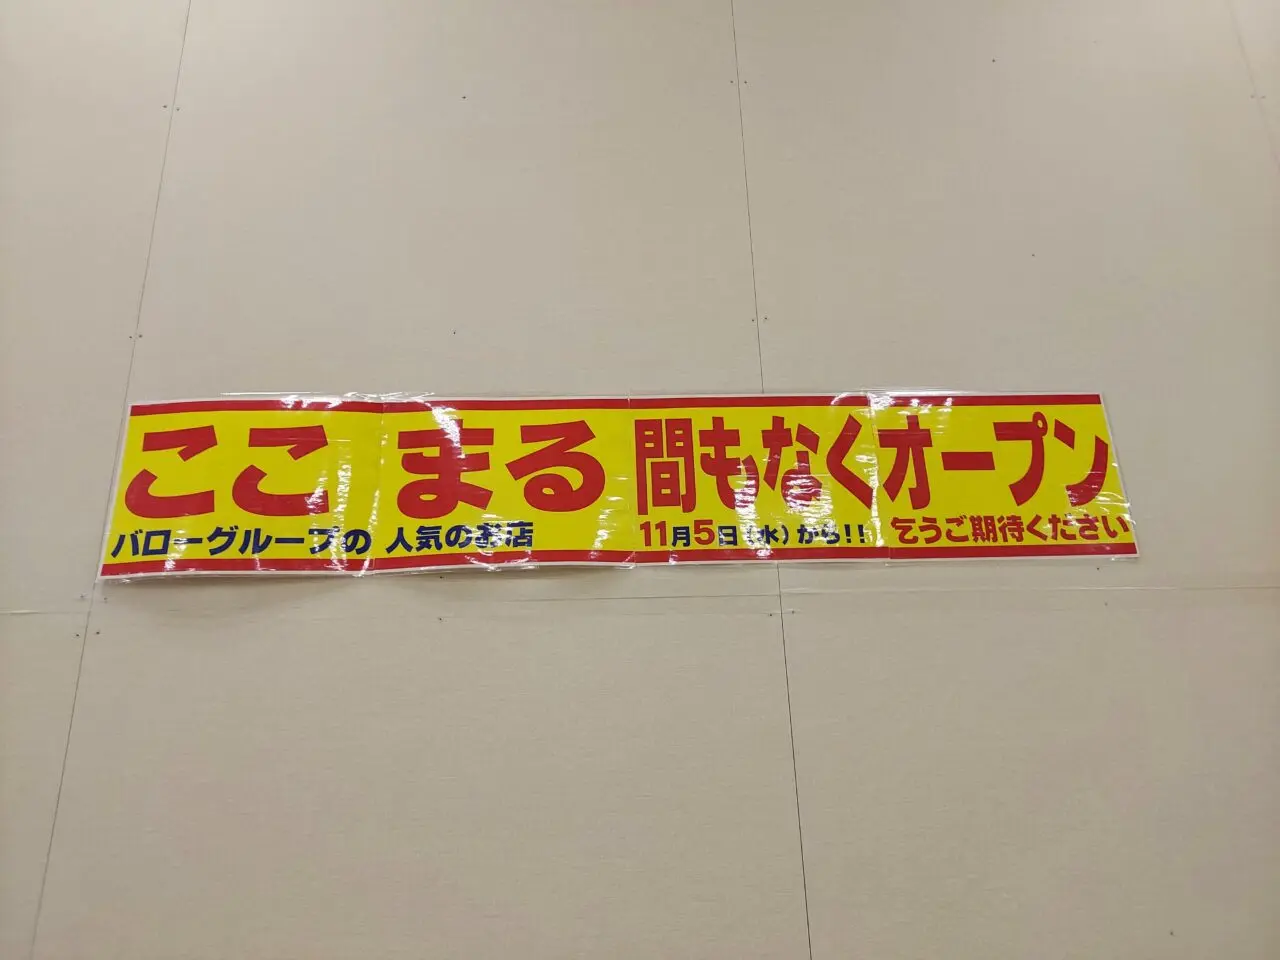 ここ まる 間もなくオープン
バローグループの 人気のお店 11月5日(水)から!! 乞うご期待ください